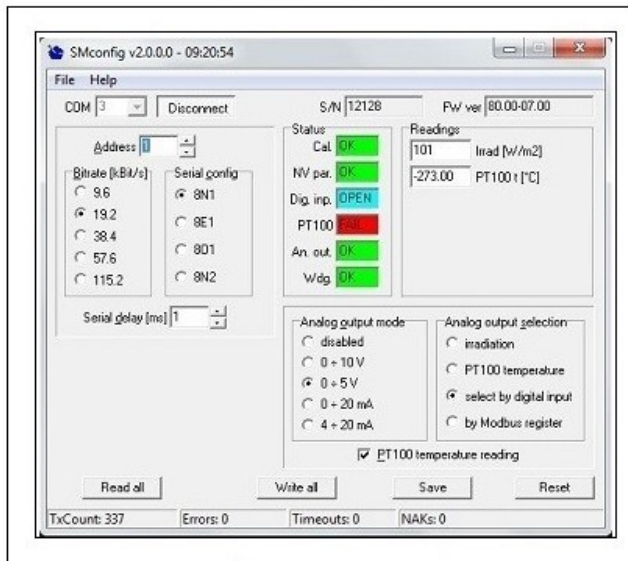 SMconfig v2.0.0.0 - 09:20:54
File Help
COM 3 Disconnect S/N 12128 FW ver 80.00-07.00
Address 1
Bitrate [kBit/s]
9.6
19.2
38.4
57.6
115.2
Serial config
8N1
8E1
8O1
8N2
Serial delay [ms] 1
Status
Cal. OK
NV par. OK
Dig. inp. OPEN
PT100 FAIL
An. out. OK
Wdg. OK
Readings
101 Irrad [W/m2]
-273.00 PT100 t [°C]
Analog output mode
disabled
0 ÷ 10 V
0 ÷ 5 V
0 ÷ 20 mA
4 ÷ 20 mA
Analog output selection
irradiation
PT100 temperature
select by digital input
by Modbus register
PT100 temperature reading
Read all Write all Save Reset
TxCount: 337 Errors: 0 Timeouts: 0 NAKs: 0